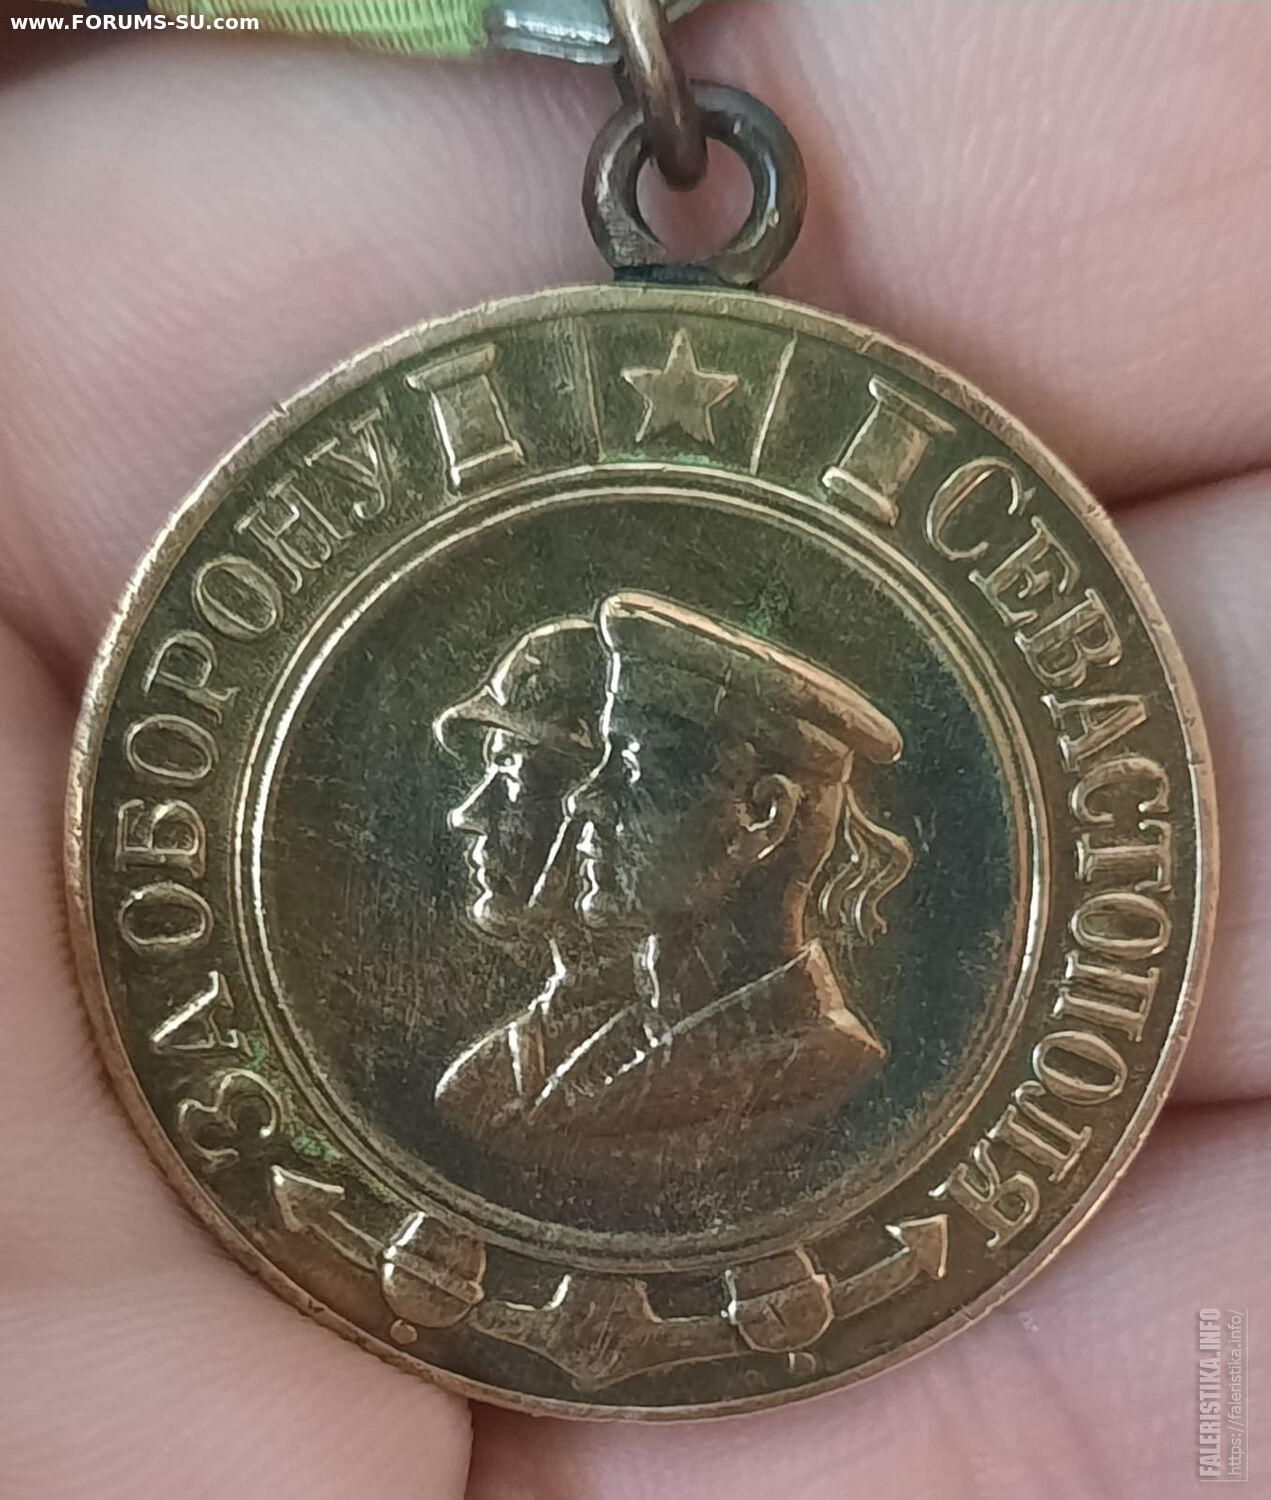 www.FORUMS-SU.com
ЗА ОБОРОНУ
СЕВАСТОПОЛЯ
FALERISTIKA.INFO
https://faleristika.info/